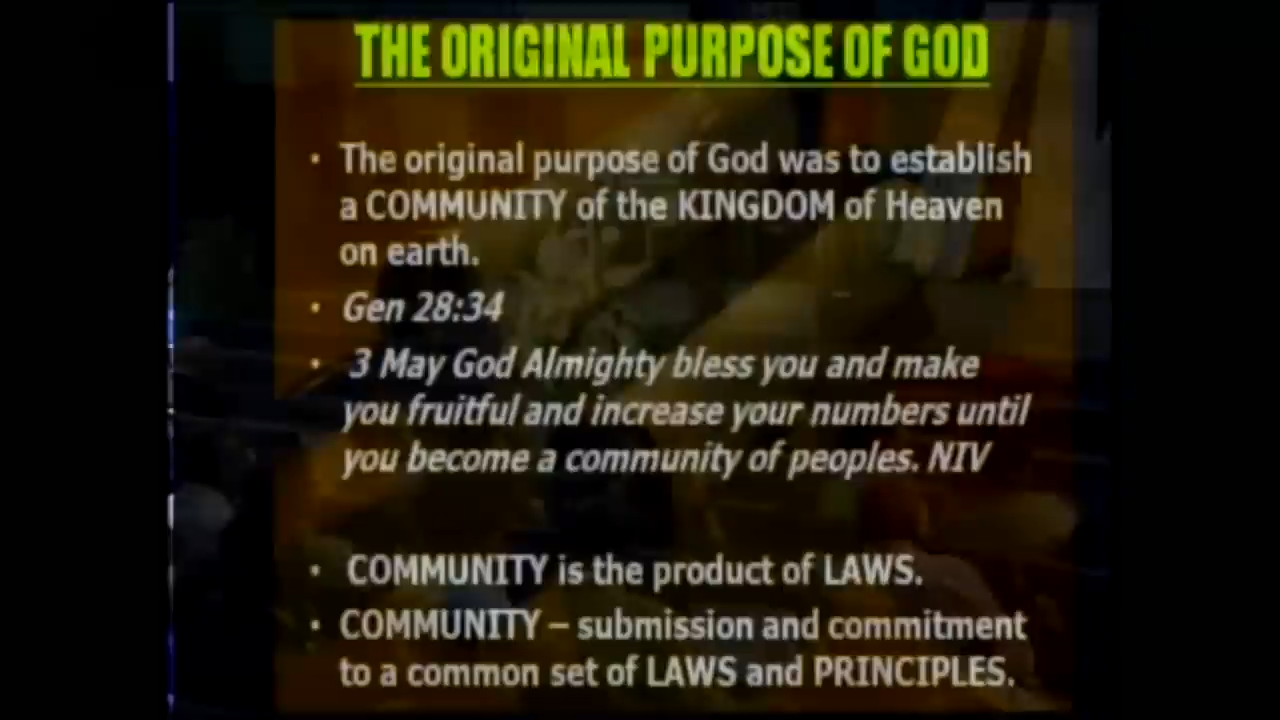 THE ORIGINAL PURPOSE OF GOD
• The original purpose of God was to establish
a COMMUNITY of the KINGDOM of Heaven
on earth.
• Gen 28:34
• 3 May God Almighty bless you and make
you fruitful and increase your numbers until
you become a community of peoples. NIV
• COMMUNITY is the product of LAWS.
• COMMUNITY – submission and commitment
to a common set of LAWS and PRINCIPLES.